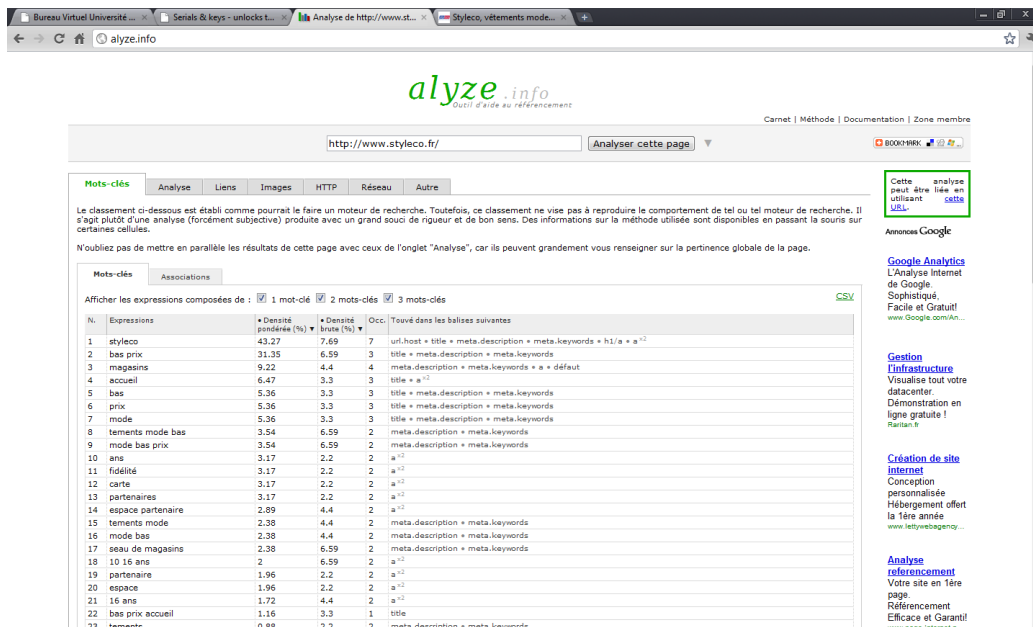 Bureau Virtuel Université ... Serials & keys - unlocks t... Analyse de http://www.st... Styleco, vêtements mode...
alyze.info
alyze.info
Outil d'aide au référencement
Carnet | Méthode | Documentation | Zone membre
http://www.styleco.fr/ Analyser cette page ▼ BOOKMARK
Mots-clés Analyse Liens Images HTTP Réseau Autre
Le classement ci-dessous est établi comme pourrait le faire un moteur de recherche. Toutefois, ce classement ne vise pas à reproduire le comportement de tel ou tel moteur de recherche. Il
s'agit plutôt d'une analyse (forcément subjective) produite avec un grand souci de rigueur et de bon sens. Des informations sur la méthode utilisée sont disponibles en passant la souris sur
certaines cellules.
N'oubliez pas de mettre en parallèle les résultats de cette page avec ceux de l'onglet "Analyse", car ils peuvent grandement vous renseigner sur la pertinence globale de la page.
Mots-clés Associations
Afficher les expressions composées de : 1 mot-clé 2 mots-clés 3 mots-clés CSV
N. Expressions • Densité pondérée (%) ▼ • Densité brute (%) ▼ Occ. Touvé dans les balises suivantes
1 styleco 43.27 7.69 7 url.host • title • meta.description • meta.keywords • h1/a • a x2
2 bas prix 31.35 6.59 3 title • meta.description • meta.keywords
3 magasins 9.22 4.4 4 meta.description • meta.keywords • a • défaut
4 accueil 6.47 3.3 3 title • a x2
5 bas 5.36 3.3 3 title • meta.description • meta.keywords
6 prix 5.36 3.3 3 title • meta.description • meta.keywords
7 mode 5.36 3.3 3 title • meta.description • meta.keywords
8 tements mode bas 3.54 6.59 2 meta.description • meta.keywords
9 mode bas prix 3.54 6.59 2 meta.description • meta.keywords
10 ans 3.17 2.2 2 a x2
11 fidélité 3.17 2.2 2 a x2
12 carte 3.17 2.2 2 a x2
13 partenaires 3.17 2.2 2 a x2
14 espace partenaire 2.89 4.4 2 a x2
15 tements mode 2.38 4.4 2 meta.description • meta.keywords
16 mode bas 2.38 4.4 2 meta.description • meta.keywords
17 seau de magasins 2.38 6.59 2 meta.description • meta.keywords
18 10 16 ans 2 6.59 2 a x2
19 partenaire 1.96 2.2 2 a x2
20 espace 1.96 2.2 2 a x2
21 16 ans 1.72 4.4 2 a x2
22 bas prix accueil 1.16 3.3 1 title
23 tements 0.88 2.2 2 meta.description • meta.keywords
Cette analyse
peut être liée en
utilisant cette
URL.
Annonces Google
Google Analytics
L'Analyse Internet
de Google.
Sophistiqué,
Facile et Gratuit!
www.Google.com/An...
Gestion
l'infrastructure
Visualise tout votre
datacenter.
Démonstration en
ligne gratuite !
Raritan.fr
Création de site
internet
Conception
personnalisée
Hébergement offert
la 1ère année
www.lettywebagency...
Analyse
referencement
Votre site en 1ère
page.
Référencement
Efficace et Garanti!